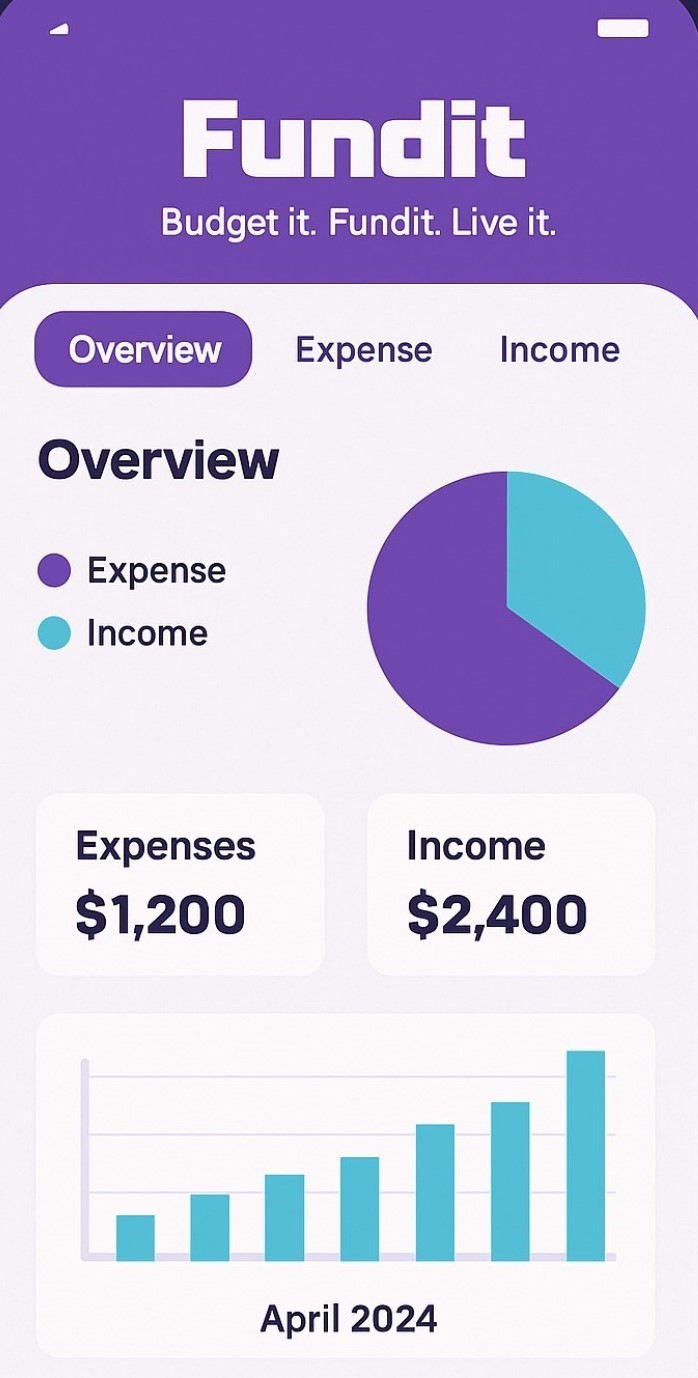 Fundit
Budget it. Fundit. Live it.
Overview Expense Income
Overview
Expense
Income
Expenses Income
$1,200 $2,400
April 2024